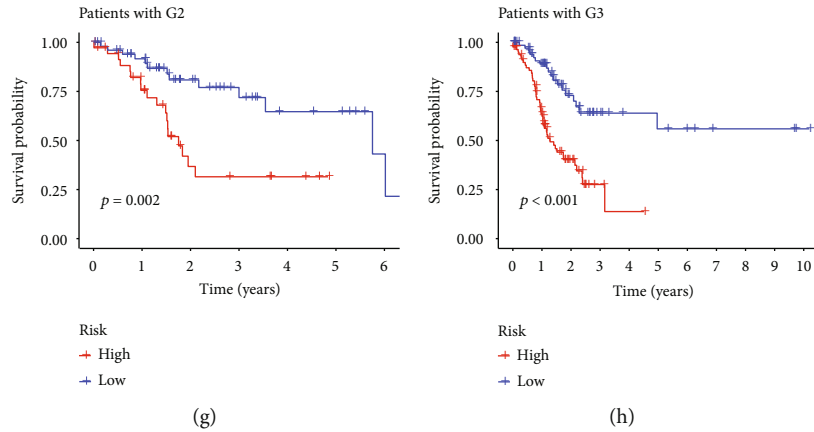 Patients with G2
Survival probability
1.00
0.75
0.50
0.25
0.00
p = 0.002
0 1 2 3 4 5 6
Time (years)
Risk
High
Low
(g)
Patients with G3
Survival probability
1.00
0.75
0.50
0.25
0.00
p < 0.001
0 1 2 3 4 5 6 7 8 9 10
Time (years)
Risk
High
Low
(h)